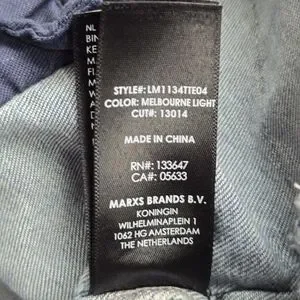 STYLE#: LM1134TTE04
COLOR: MELBOURNE LIGHT
CUT#: 13014
MADE IN CHINA
RN#: 133647
CA#: 05633
MARXS BRANDS B.V.
KONINGIN
WILHELMINAPLEIN 1
1062 HG AMSTERDAM
THE NETHERLANDS